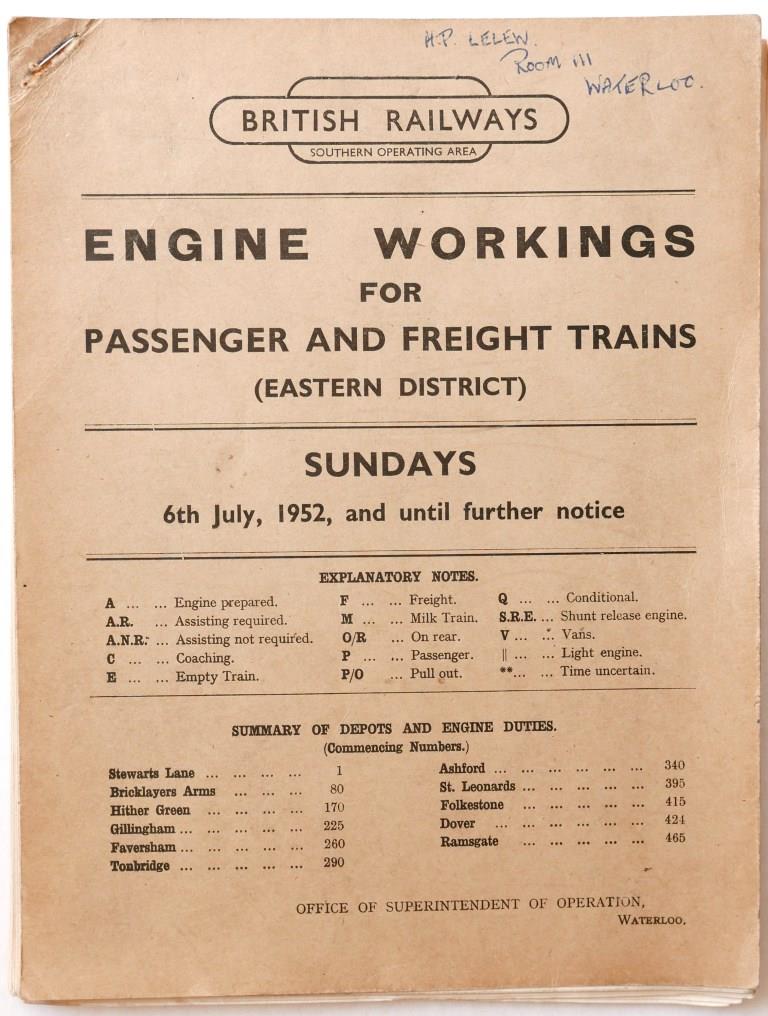 H.P. LELEW.
ROOM 111
WATERLOO.
BRITISH RAILWAYS
SOUTHERN OPERATING AREA
ENGINE WORKINGS
FOR
PASSENGER AND FREIGHT TRAINS
(EASTERN DISTRICT)
SUNDAYS
6th July, 1952, and until further notice
EXPLANATORY NOTES.
A ... ... Engine prepared.
A.R. ... Assisting required.
A.N.R. ... Assisting not required.
C ... ... Coaching.
E ... ... Empty Train.
F ... ... Freight.
M ... ... Milk Train.
O/R ... On rear.
P ... ... Passenger.
P/O ... Pull out.
Q ... ... Conditional.
S.R.E. ... Shunt release engine.
V ... ... Vans.
|| ... ... Light engine.
** ... ... Time uncertain.
SUMMARY OF DEPOTS AND ENGINE DUTIES.
(Commencing Numbers.)
Stewarts Lane ... ... ... ... 1
Bricklayers Arms ... ... ... 80
Hither Green ... ... ... ... 170
Gillingham ... ... ... ... ... 225
Faversham ... ... ... ... ... 260
Tonbridge ... ... ... ... ... 290
Ashford ... ... ... ... ... ... 340
St. Leonards ... ... ... ... ... 395
Folkestone ... ... ... ... ... 415
Dover ... ... ... ... ... ... 424
Ramsgate ... ... ... ... ... 465
OFFICE OF SUPERINTENDENT OF OPERATION,
WATERLOO.